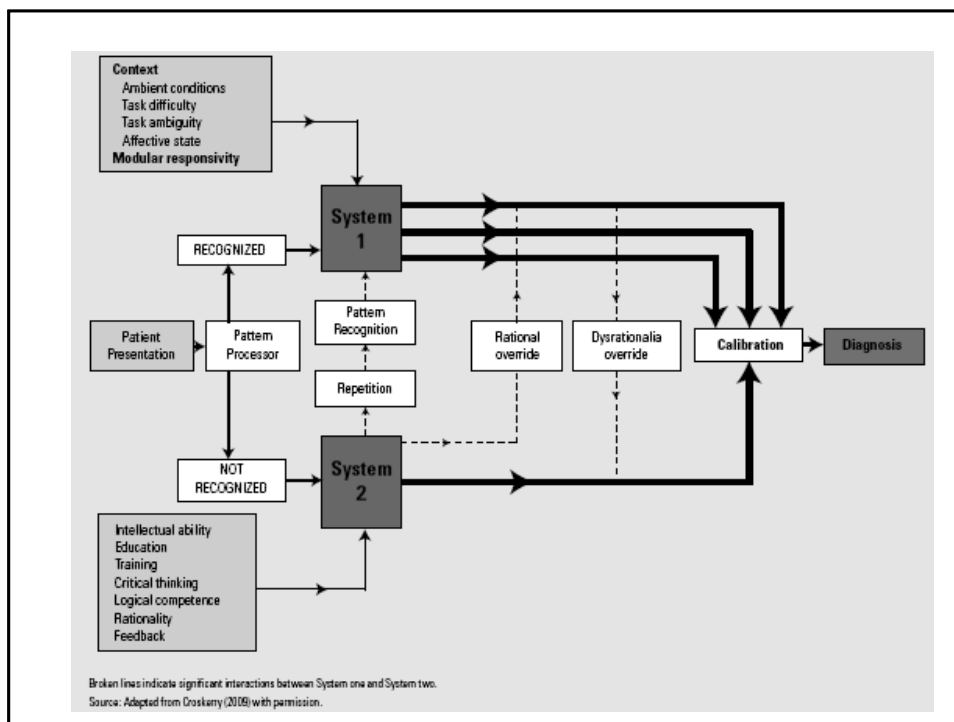 Context
Ambient conditions
Task difficulty
Task ambiguity
Affective state
Modular responsivity
System
1
RECOGNIZED
Pattern
Recognition
Patient
Presentation
Pattern
Processor
Rational
override
Dysrationalia
override
Calibration
Diagnosis
Repetition
NOT
RECOGNIZED
System
2
Intellectual ability
Education
Training
Critical thinking
Logical competence
Rationality
Feedback
Broken lines indicate significant interactions between System one and System two.
Source: Adapted from Croskerry (2009) with permission.